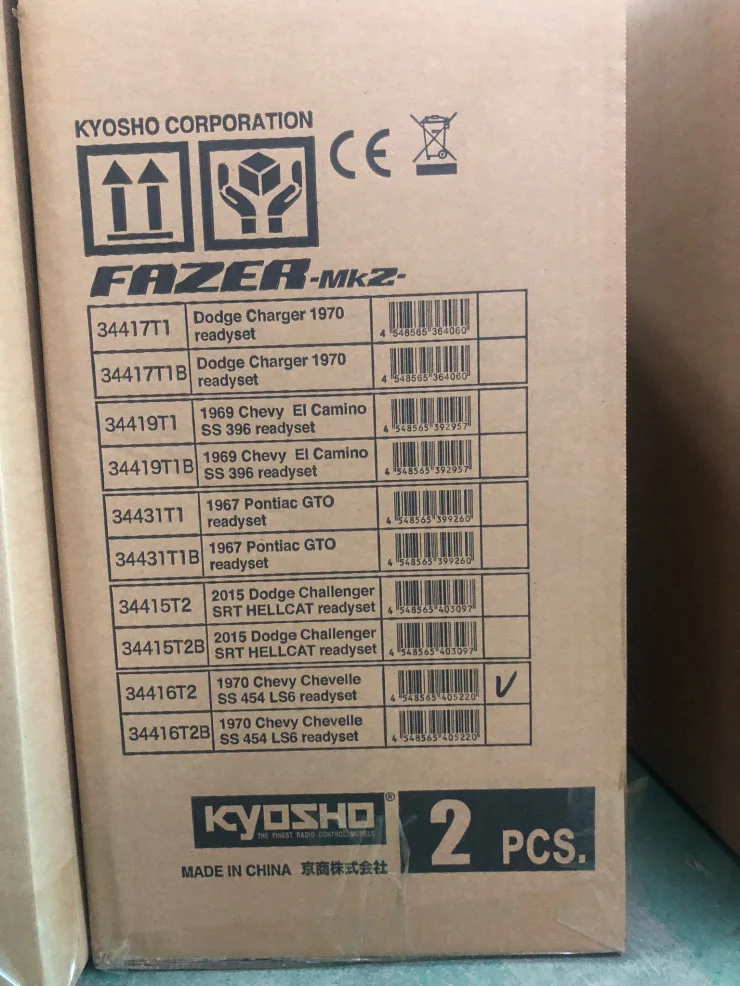 KYOSHO CORPORATION
CE
FAZER-Mk2-
34417T1 Dodge Charger 1970
readyset
4 548565 364060
34417T1B Dodge Charger 1970
readyset
4 548565 364060
34419T1 1969 Chevy El Camino
SS 396 readyset
4 548565 392957
34419T1B 1969 Chevy El Camino
SS 396 readyset
4 548565 392957
34431T1 1967 Pontiac GTO
readyset
4 548565 399260
34431T1B 1967 Pontiac GTO
readyset
4 548565 399260
34415T2 2015 Dodge Challenger
SRT HELLCAT readyset
4 548565 403097
34415T2B 2015 Dodge Challenger
SRT HELLCAT readyset
4 548565 403097
34416T2 1970 Chevy Chevelle
SS 454 LS6 readyset
4 548565 405220
34416T2B 1970 Chevy Chevelle
SS 454 LS6 readyset
4 548565 405220
KYOSHO®
THE FINEST RADIO CONTROL MODELS
2 PCS.
MADE IN CHINA 京商株式会社